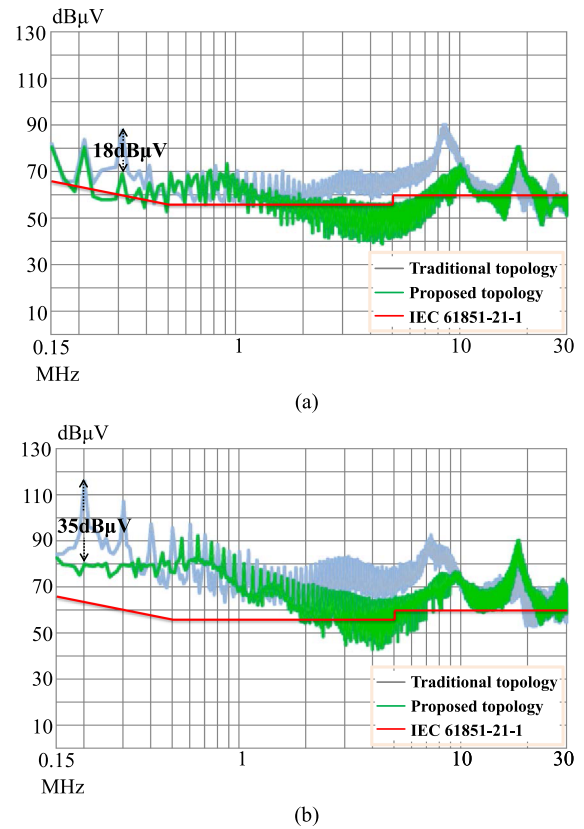 dBµV
130
110
90
18dBµV
70
50
30
10
Traditional topology
Proposed topology
IEC 61851-21-1
0.15
1
10
30
MHz
(a)
dBµV
130
110
35dBµV
90
70
50
30
10
Traditional topology
Proposed topology
IEC 61851-21-1
0.15
1
10
30
MHz
(b)